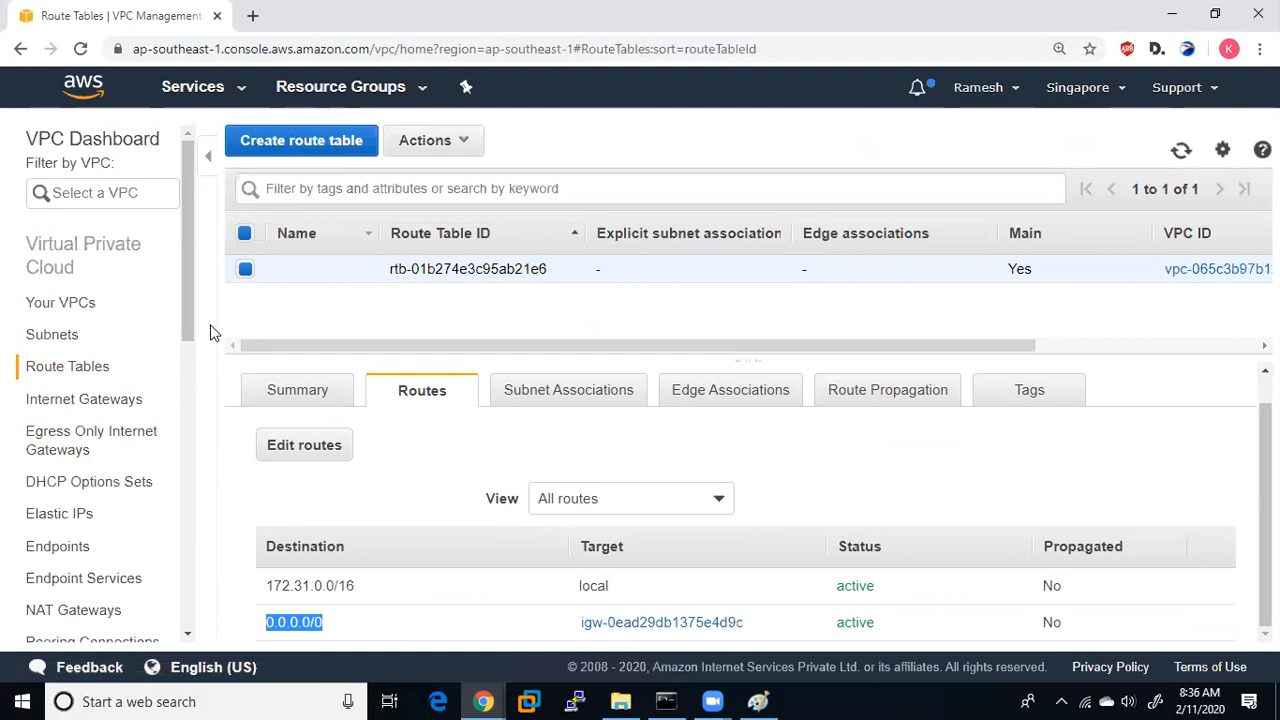 Route Tables | VPC Management
ap-southeast-1.console.aws.amazon.com/vpc/home?region=ap-southeast-1#RouteTables:sort=routeTableId
ABP
D.
K
aws
Services
Resource Groups
Ramesh
Singapore
Support
VPC Dashboard
Filter by VPC:
Select a VPC
Virtual Private
Cloud
Your VPCs
Subnets
Route Tables
Internet Gateways
Egress Only Internet
Gateways
DHCP Options Sets
Elastic IPs
Endpoints
Endpoint Services
NAT Gateways
Peering Connections
Create route table
Actions
Filter by tags and attributes or search by keyword
1 to 1 of 1
Name
Route Table ID
Explicit subnet association
Edge associations
Main
VPC ID
rtb-01b274e3c95ab21e6
-
-
Yes
vpc-065c3b97b1
Summary
Routes
Subnet Associations
Edge Associations
Route Propagation
Tags
Edit routes
View
All routes
Destination
Target
Status
Propagated
172.31.0.0/16
local
active
No
0.0.0.0/0
igw-0ead29db1375e4d9c
active
No
Feedback
English (US)
© 2008 - 2020, Amazon Internet Services Private Ltd. or its affiliates. All rights reserved.
Privacy Policy
Terms of Use
Start a web search
8:36 AM
2/11/2020